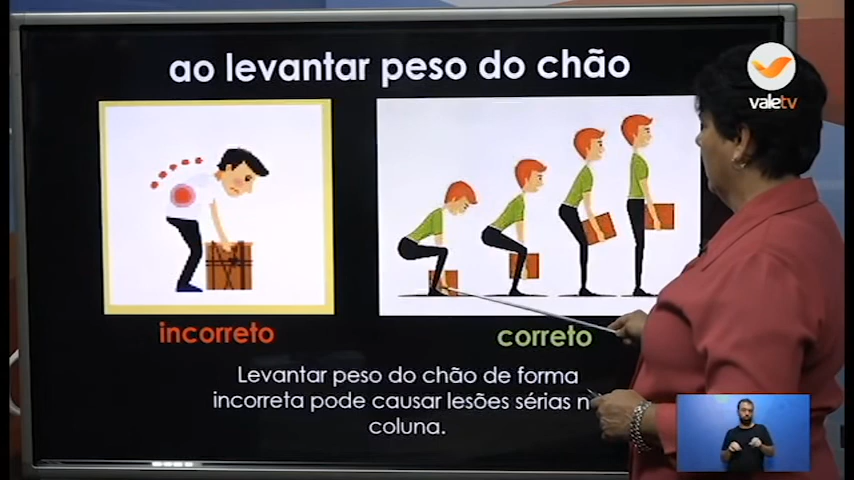 ao levantar peso do chão
valetv
incorreto
correto
Levantar peso do chão de forma
incorreta pode causar lesões sérias
coluna.